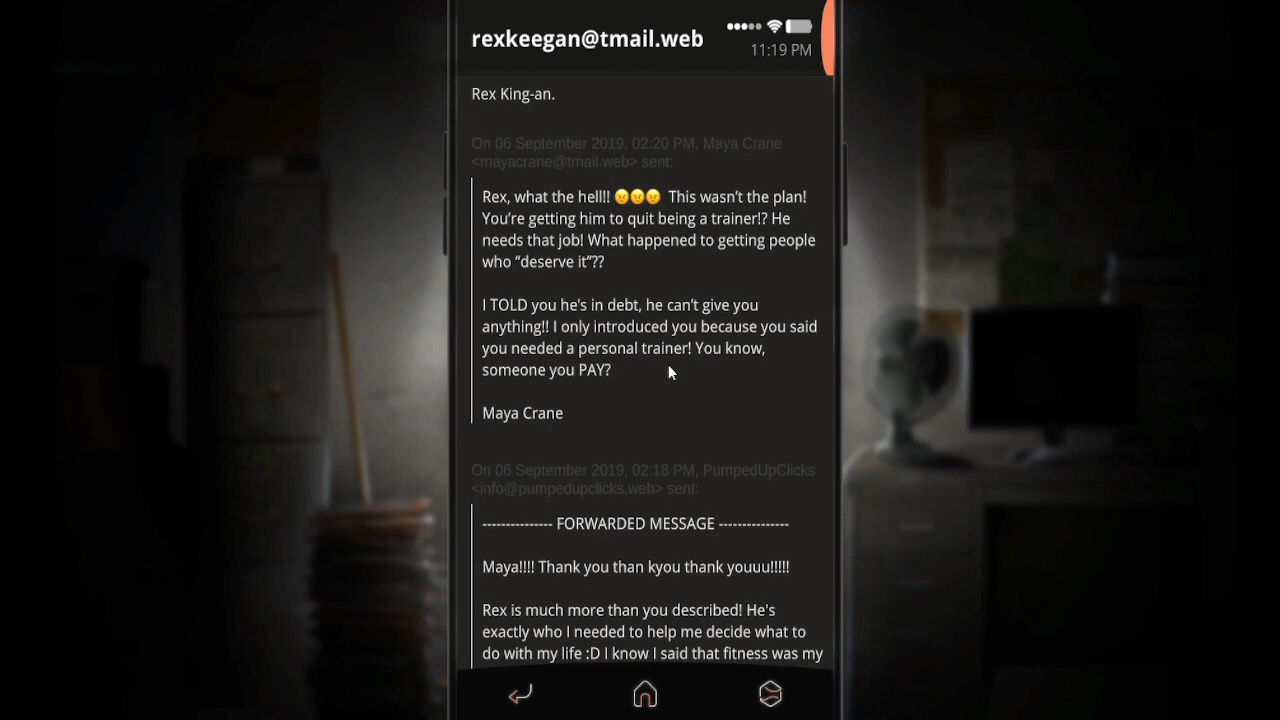 rexkeegan@tmail.web
11:19 PM
Rex King-an.
On 06 September 2019, 02:20 PM, Maya Crane
<mayacrane@tmail.web> sent:
Rex, what the hell!! 😠😠😠 This wasn't the plan!
You're getting him to quit being a trainer!? He
needs that job! What happened to getting people
who “deserve it”??
I TOLD you he's in debt, he can't give you
anything!! I only introduced you because you said
you needed a personal trainer! You know,
someone you PAY?
Maya Crane
On 06 September 2019, 02:18 PM, PumpedUpClicks
<info@pumpedupclicks.web> sent:
--------------- FORWARDED MESSAGE ---------------
Maya!!!! Thank you than kyou thank youuu!!!!!
Rex is much more than you described! He's
exactly who I needed to help me decide what to
do with my life :D I know I said that fitness was my